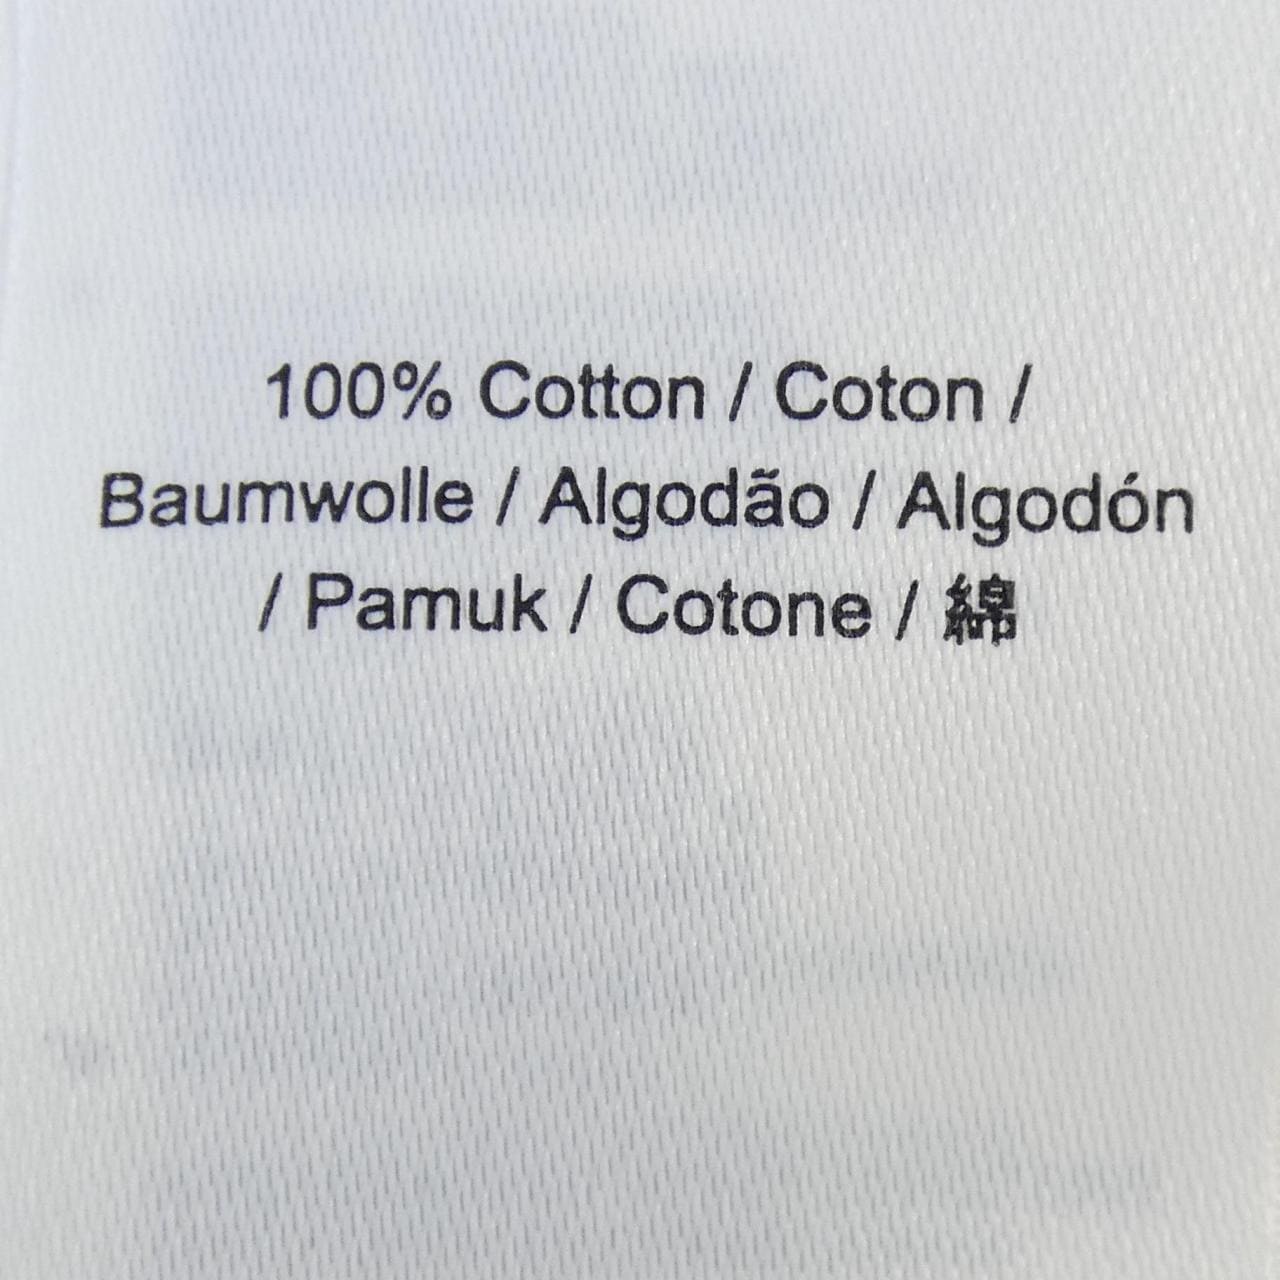 100% Cotton / Coton /
Baumwolle / Algodão / Algodón
/ Pamuk / Cotone / 綿